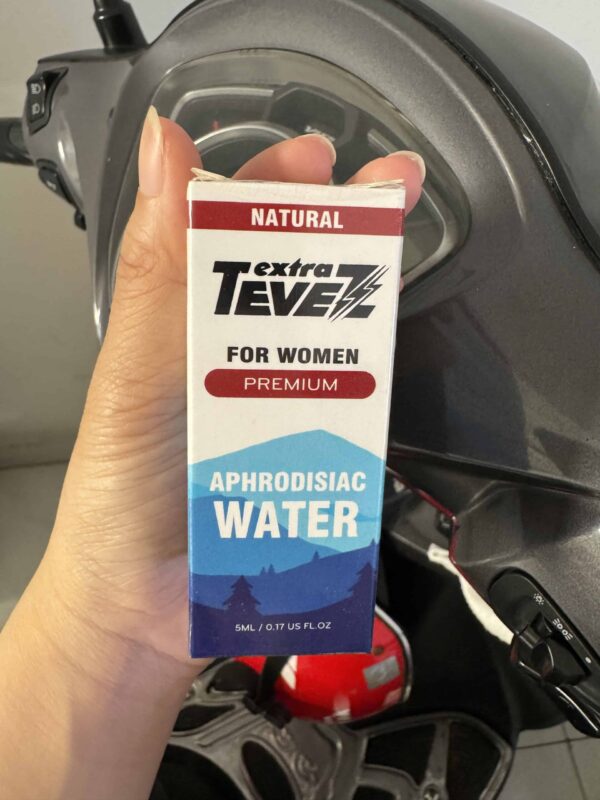 NATURAL
extra
TEVEZ
FOR WOMEN
PREMIUM
APHRODISIAC
WATER
5ML / 0.17 US FL.OZ